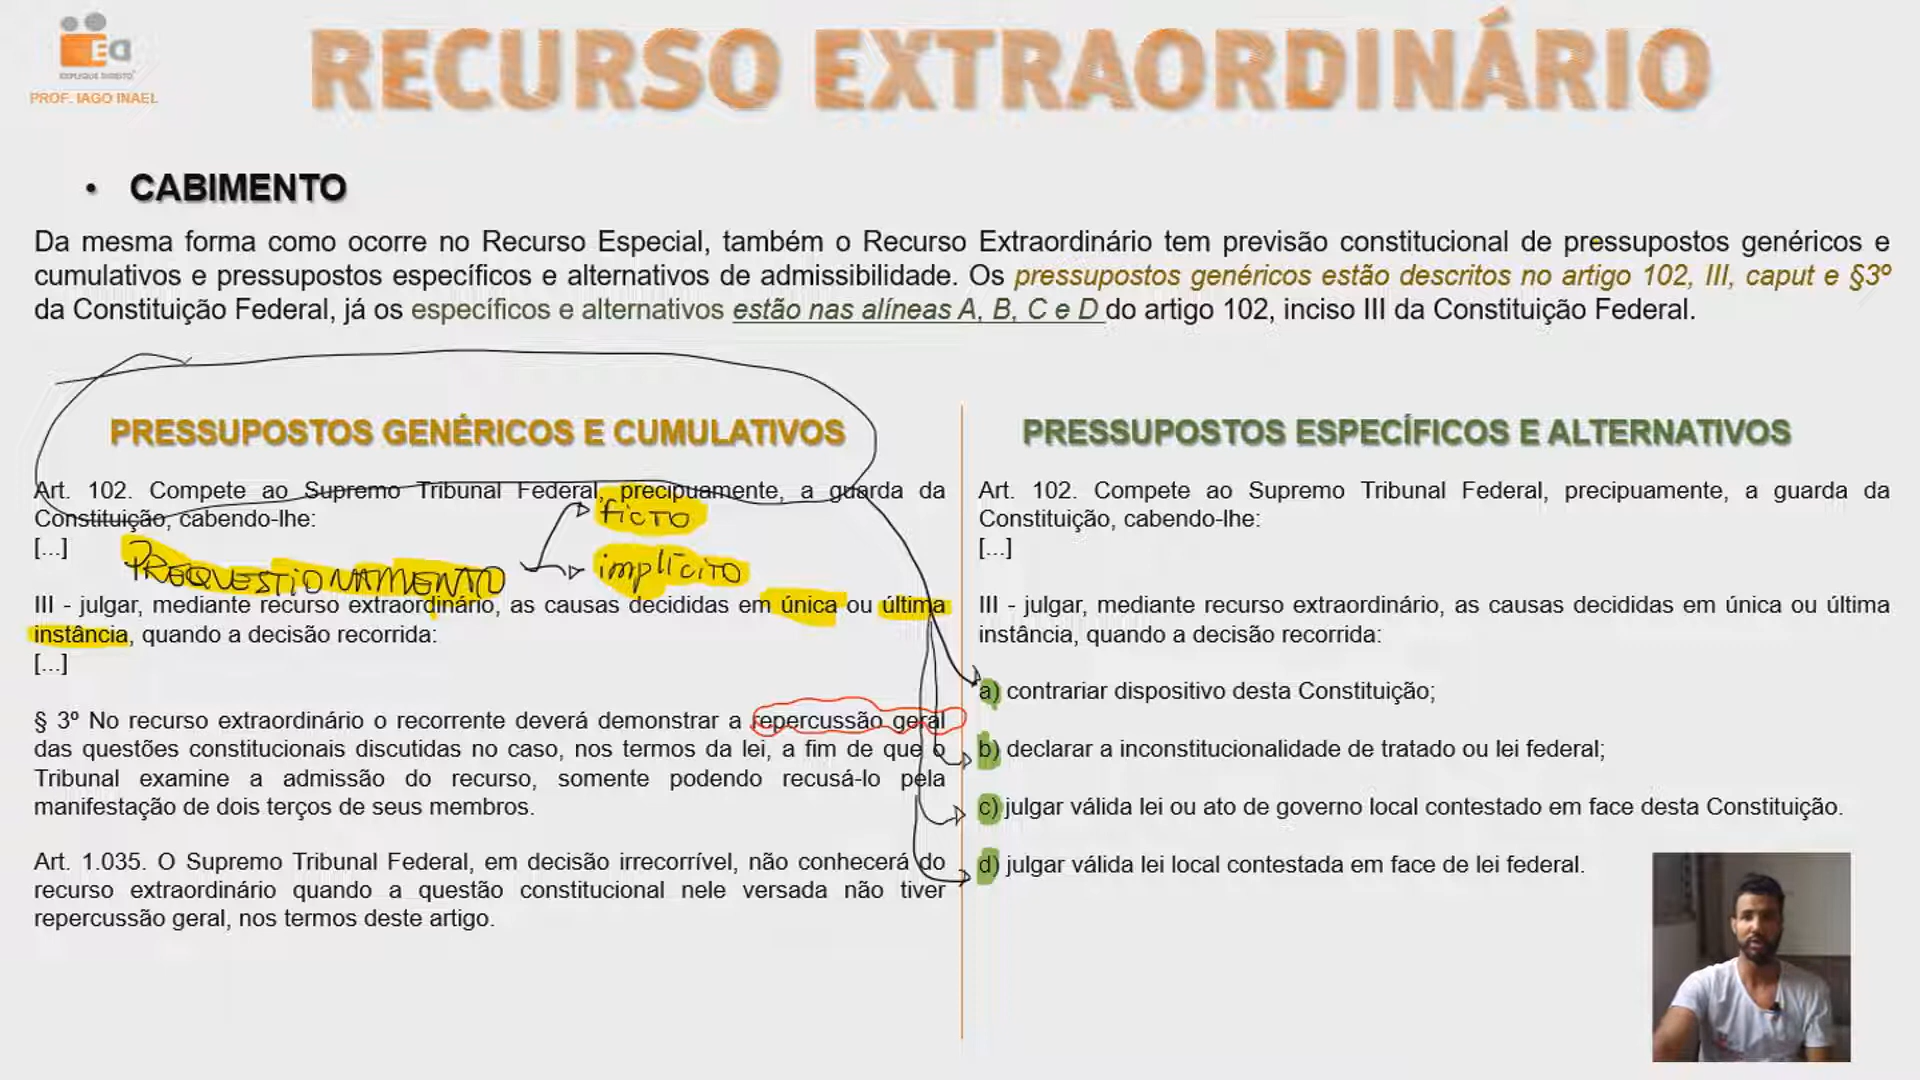 ED
EXPLIQUE DIREITO
PROF. IAGO INAEL
RECURSO EXTRAORDINÁRIO
• CABIMENTO
Da mesma forma como ocorre no Recurso Especial, também o Recurso Extraordinário tem previsão constitucional de pressupostos genéricos e
cumulativos e pressupostos específicos e alternativos de admissibilidade. Os pressupostos genéricos estão descritos no artigo 102, III, caput e §3º
da Constituição Federal, já os específicos e alternativos estão nas alíneas A, B, C e D do artigo 102, inciso III da Constituição Federal.
PRESSUPOSTOS GENÉRICOS E CUMULATIVOS
Art. 102. Compete ao Supremo Tribunal Federal, precipuamente, a guarda da
Constituição, cabendo-lhe:
ficto
[...]
PREQUESTIONAMENTO
implícito
III - julgar, mediante recurso extraordinário, as causas decididas em única ou última
instância, quando a decisão recorrida:
[...]
§ 3º No recurso extraordinário o recorrente deverá demonstrar a repercussão geral
das questões constitucionais discutidas no caso, nos termos da lei, a fim de que o
Tribunal examine a admissão do recurso, somente podendo recusá-lo pela
manifestação de dois terços de seus membros.
Art. 1.035. O Supremo Tribunal Federal, em decisão irrecorrível, não conhecerá do
recurso extraordinário quando a questão constitucional nele versada não tiver
repercussão geral, nos termos deste artigo.
PRESSUPOSTOS ESPECÍFICOS E ALTERNATIVOS
Art. 102. Compete ao Supremo Tribunal Federal, precipuamente, a guarda da
Constituição, cabendo-lhe:
[...]
III - julgar, mediante recurso extraordinário, as causas decididas em única ou última
instância, quando a decisão recorrida:
a) contrariar dispositivo desta Constituição;
b) declarar a inconstitucionalidade de tratado ou lei federal;
c) julgar válida lei ou ato de governo local contestado em face desta Constituição.
d) julgar válida lei local contestada em face de lei federal.